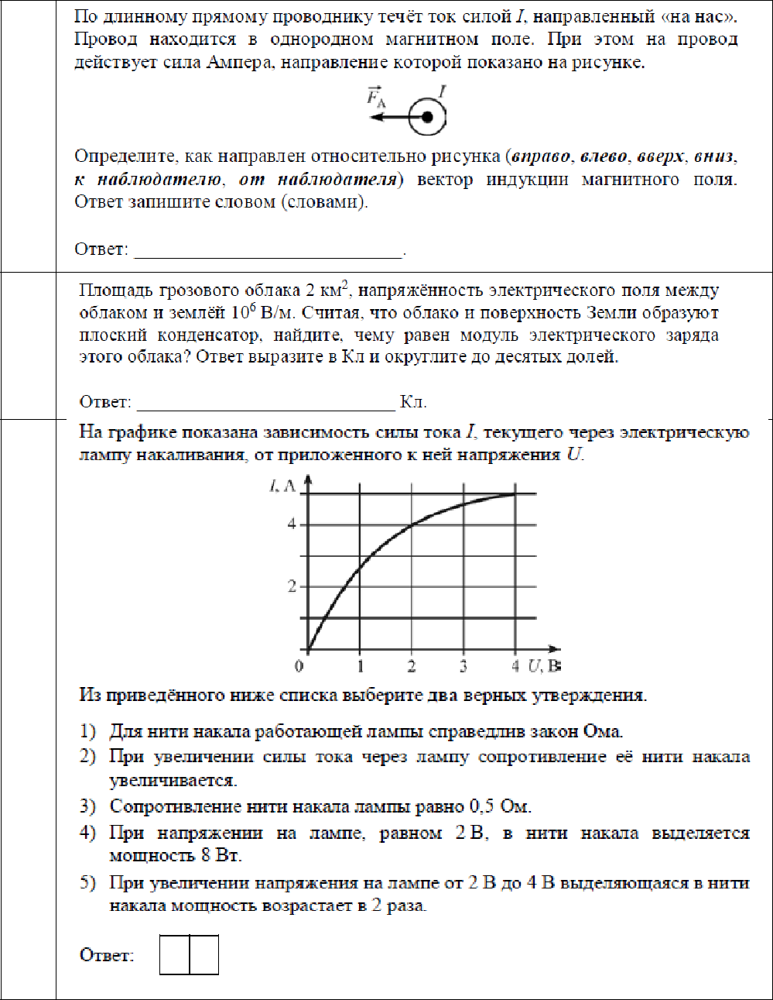 По длинному прямому проводнику течёт ток силой I, направленный «на нас».
Провод находится в однородном магнитном поле. При этом на провод
действует сила Ампера, направление которой показано на рисунке.
F⃗А I
Определите, как направлен относительно рисунка (вправо, влево, вверх, вниз,
к наблюдателю, от наблюдателя) вектор индукции магнитного поля.
Ответ запишите словом (словами).
Ответ: ____________________________.
Площадь грозового облака 2 км², напряжённость электрического поля между
облаком и землёй 10⁶ В/м. Считая, что облако и поверхность Земли образуют
плоский конденсатор, найдите, чему равен модуль электрического заряда
этого облака? Ответ выразите в Кл и округлите до десятых долей.
Ответ: ___________________________ Кл.
На графике показана зависимость силы тока I, текущего через электрическую
лампу накаливания, от приложенного к ней напряжения U.
I, А
4
2
0 1 2 3 4 U, В
Из приведённого ниже списка выберите два верных утверждения.
1) Для нити накала работающей лампы справедлив закон Ома.
2) При увеличении силы тока через лампу сопротивление её нити накала
увеличивается.
3) Сопротивление нити накала лампы равно 0,5 Ом.
4) При напряжении на лампе, равном 2 В, в нити накала выделяется
мощность 8 Вт.
5) При увеличении напряжения на лампе от 2 В до 4 В выделяющаяся в нити
накала мощность возрастает в 2 раза.
Ответ: